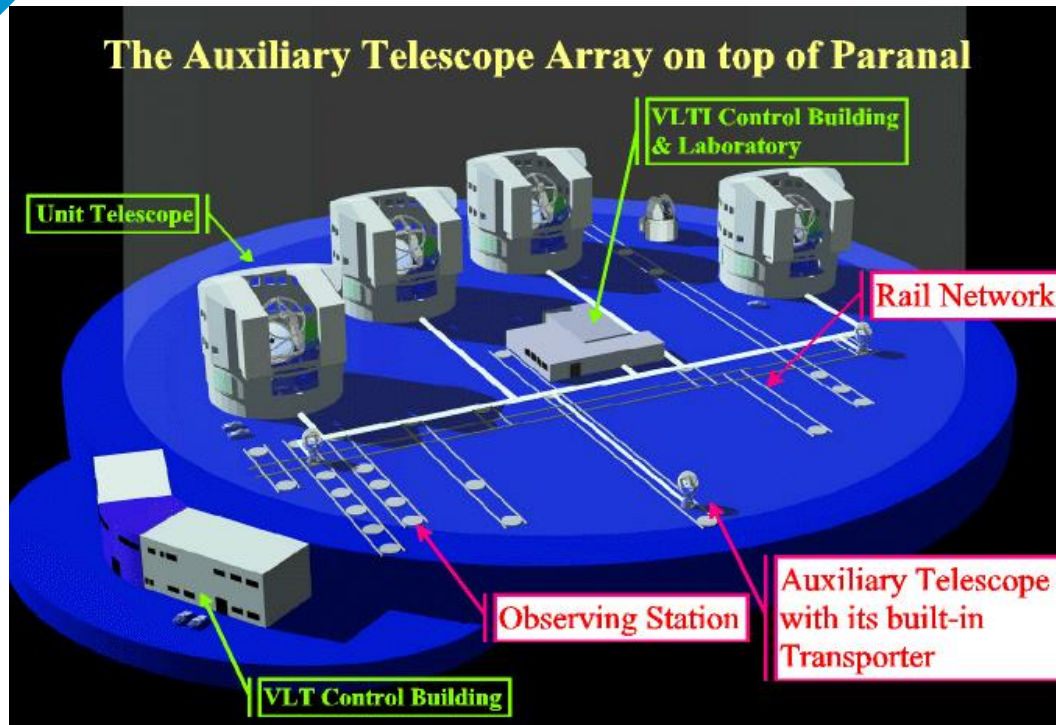 The Auxiliary Telescope Array on top of Paranal
VLTI Control Building
& Laboratory
Unit Telescope
Rail Network
Observing Station
Auxiliary Telescope
with its built-in
Transporter
VLT Control Building